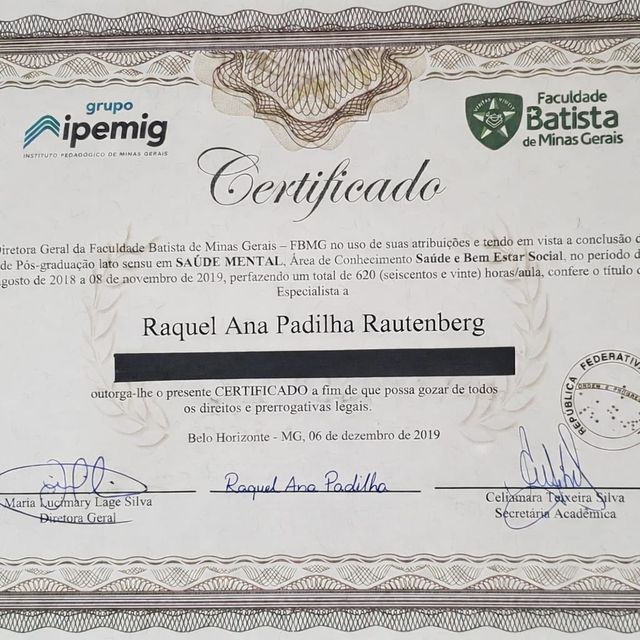 grupo
ipemig
INSTITUTO PEDAGÓGICO DE MINAS GERAIS
Faculdade
Batista
de Minas Gerais
Certificado
Diretora Geral da Faculdade Batista de Minas Gerais – FBMG no uso de suas atribuições e tendo em vista a conclusão d
de Pós-graduação lato sensu em SAÚDE MENTAL, Área de Conhecimento Saúde e Bem Estar Social, no período d
agosto de 2018 a 08 de novembro de 2019, perfazendo um total de 620 (seiscentos e vinte) horas/aula, confere o título d
Especialista a
Raquel Ana Padilha Rautenberg
outorga-lhe o presente CERTIFICADO a fim de que possa gozar de todos
os direitos e prerrogativas legais.
Belo Horizonte - MG, 06 de dezembro de 2019
REPÚBLICA FEDERATIVA
ORDEM E PROGRES
Raquel Ana Padilha
Maria Lucimary Lage Silva
Diretora Geral
Celiamara Teixeira Silva
Secretária Acadêmica